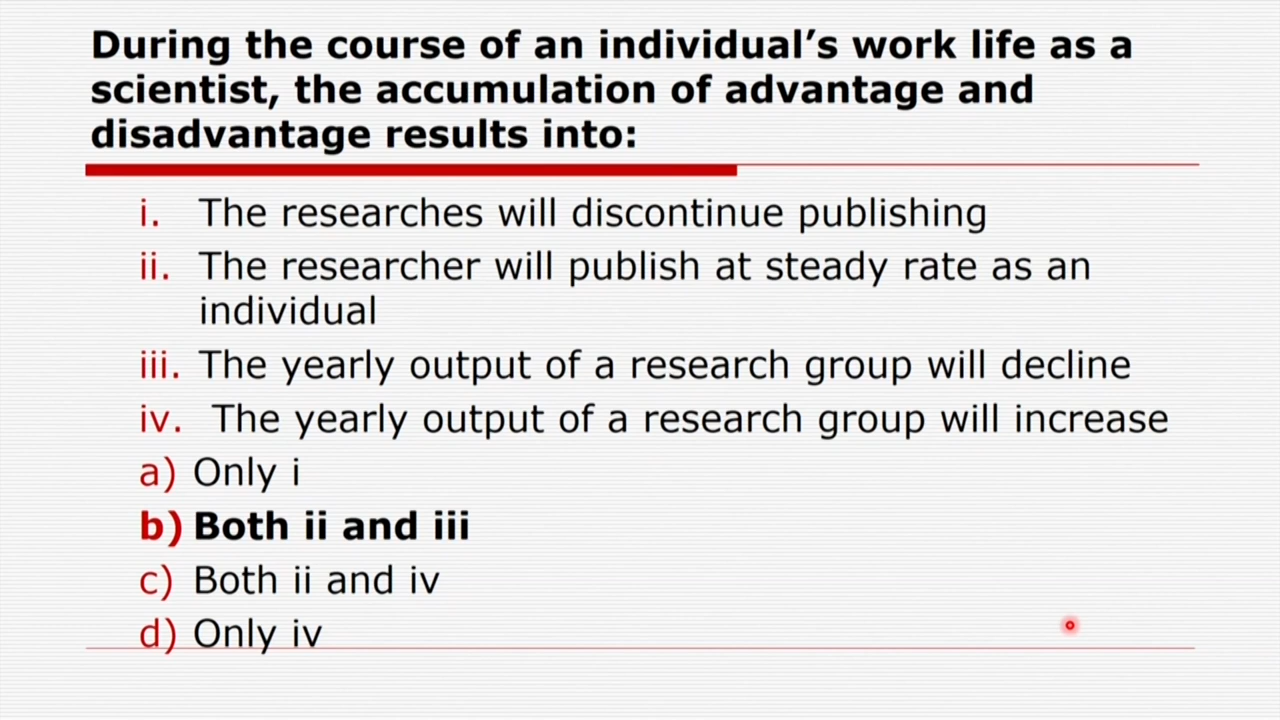 During the course of an individual’s work life as a
scientist, the accumulation of advantage and
disadvantage results into:
i. The researches will discontinue publishing
ii. The researcher will publish at steady rate as an
individual
iii. The yearly output of a research group will decline
iv. The yearly output of a research group will increase
a) Only i
b) Both ii and iii
c) Both ii and iv
d) Only iv